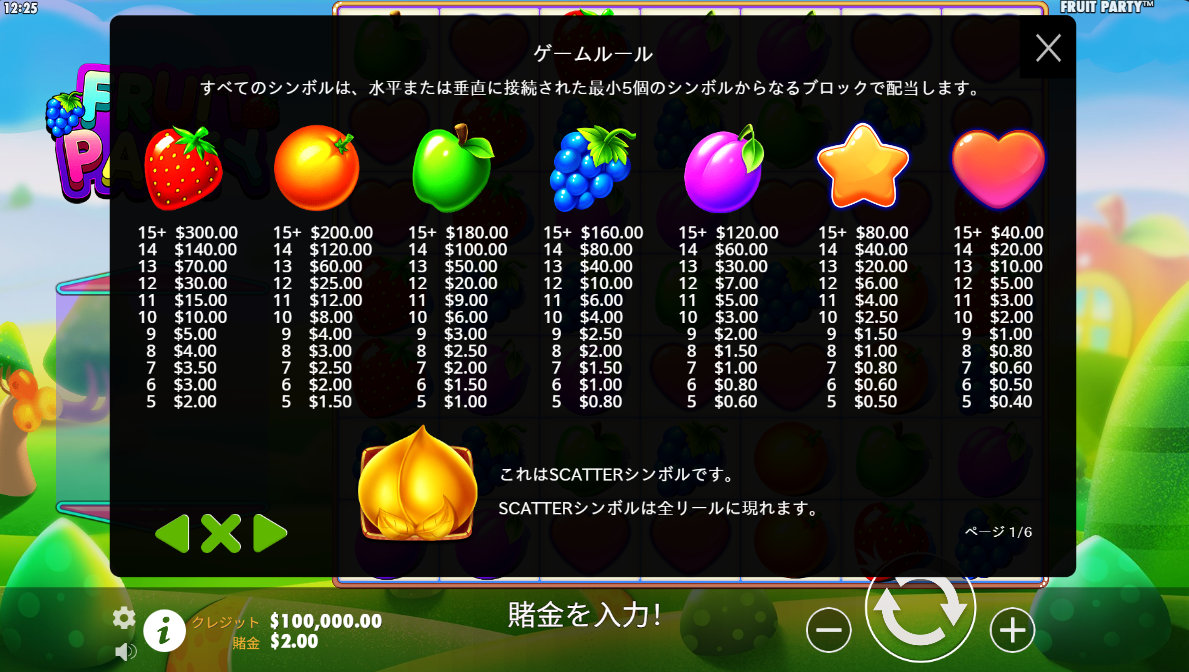 12:25
FRUIT PARTY™
FRUIT
PARTY
ゲームルール
すべてのシンボルは、水平または垂直に接続された最小5個のシンボルからなるブロックで配当します。
15+ $300.00 15+ $200.00 15+ $180.00 15+ $160.00 15+ $120.00 15+ $80.00 15+ $40.00
14 $140.00 14 $120.00 14 $100.00 14 $80.00 14 $60.00 14 $40.00 14 $20.00
13 $70.00 13 $60.00 13 $50.00 13 $40.00 13 $30.00 13 $20.00 13 $10.00
12 $30.00 12 $25.00 12 $20.00 12 $10.00 12 $7.00 12 $6.00 12 $5.00
11 $15.00 11 $12.00 11 $9.00 11 $6.00 11 $5.00 11 $4.00 11 $3.00
10 $10.00 10 $8.00 10 $6.00 10 $4.00 10 $3.00 10 $2.50 10 $2.00
9 $5.00 9 $4.00 9 $3.00 9 $2.50 9 $2.00 9 $1.50 9 $1.00
8 $4.00 8 $3.00 8 $2.50 8 $2.00 8 $1.50 8 $1.00 8 $0.80
7 $3.50 7 $2.50 7 $2.00 7 $1.50 7 $1.00 7 $0.80 7 $0.60
6 $3.00 6 $2.00 6 $1.50 6 $1.00 6 $0.80 6 $0.60 6 $0.50
5 $2.00 5 $1.50 5 $1.00 5 $0.80 5 $0.60 5 $0.50 5 $0.40
これはSCATTERシンボルです。
SCATTERシンボルは全リールに現れます。
ページ 1/6
クレジット $100,000.00
賭金 $2.00
賭金を入力!